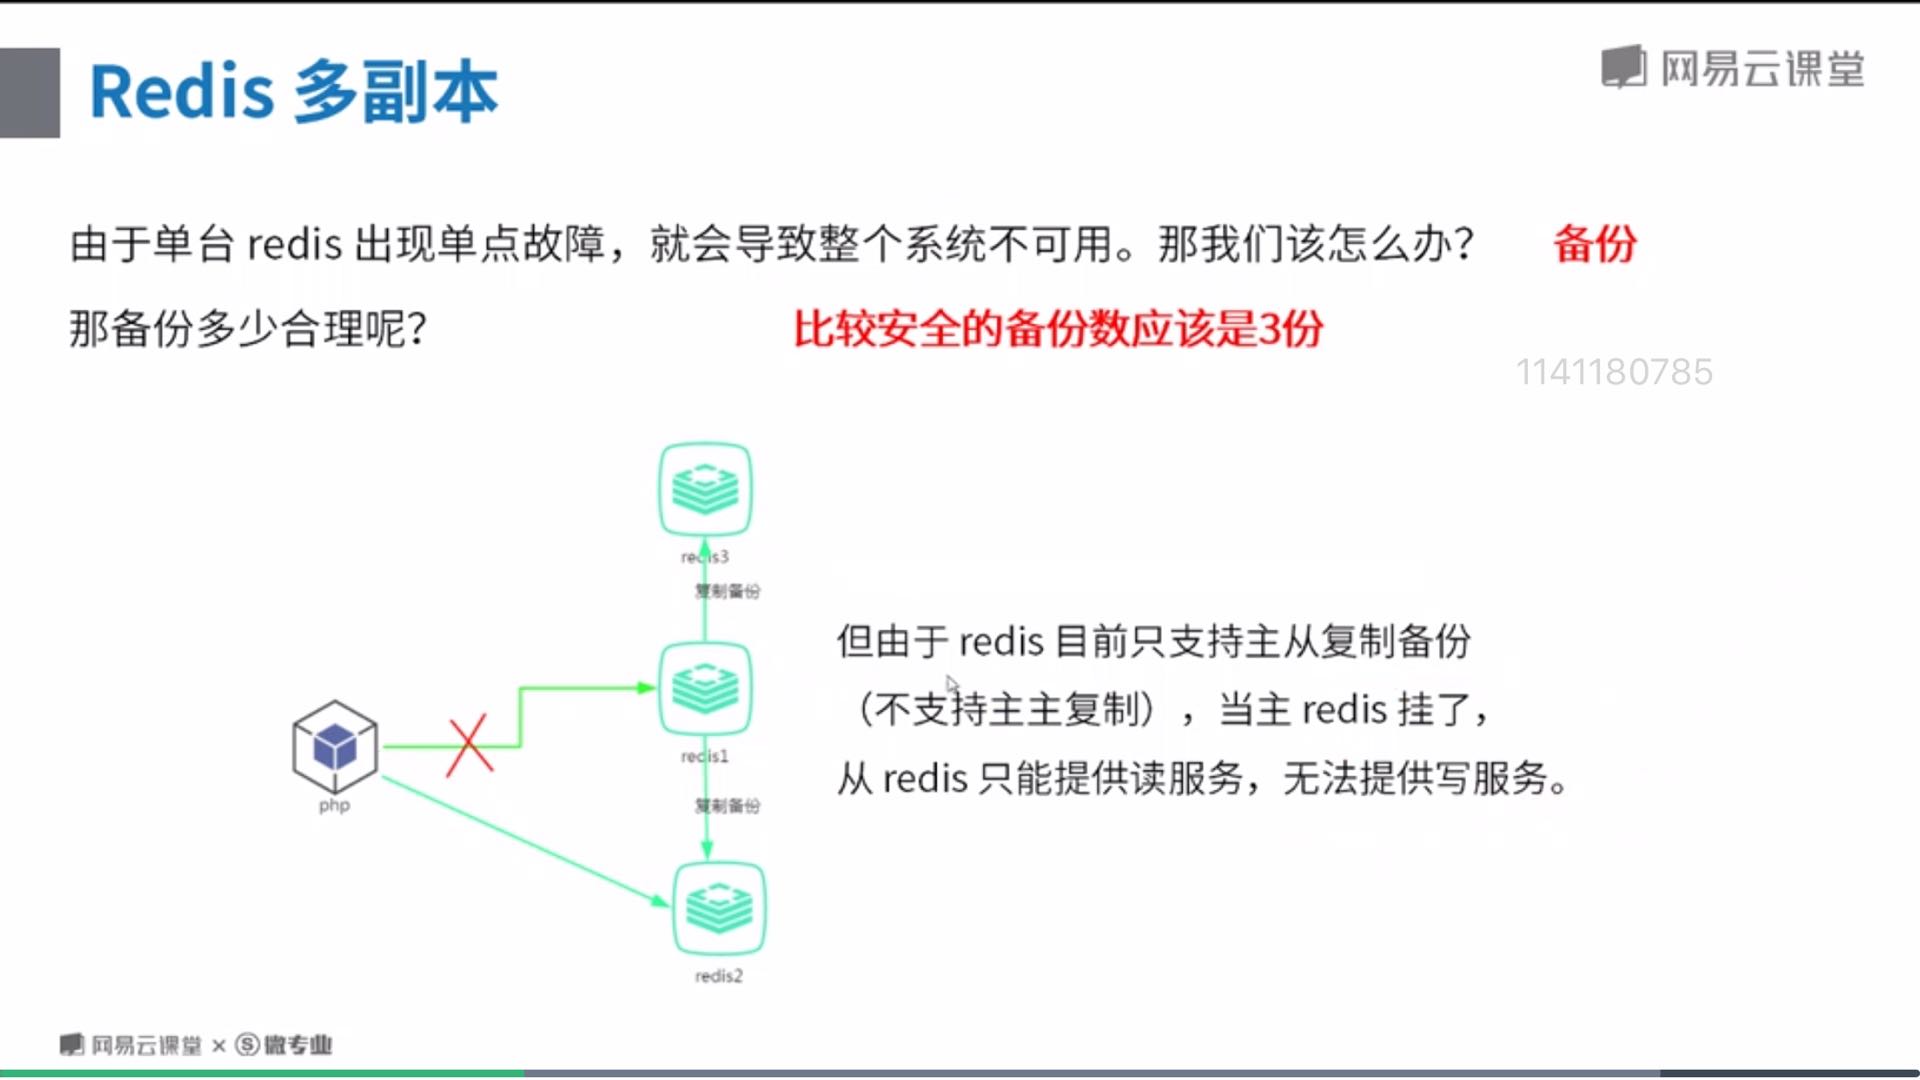 Redis 多副本
网易云课堂
由于单台 redis 出现单点故障，就会导致整个系统不可用。那我们该怎么办？ 备份
那备份多少合理呢？ 比较安全的备份数应该是3份
1141180785
redis3
复制备份
但由于 redis 目前只支持主从复制备份
（不支持主主复制），当主 redis 挂了，
从 redis 只能提供读服务，无法提供写服务。
redis1
php
复制备份
redis2
网易云课堂 × 微专业